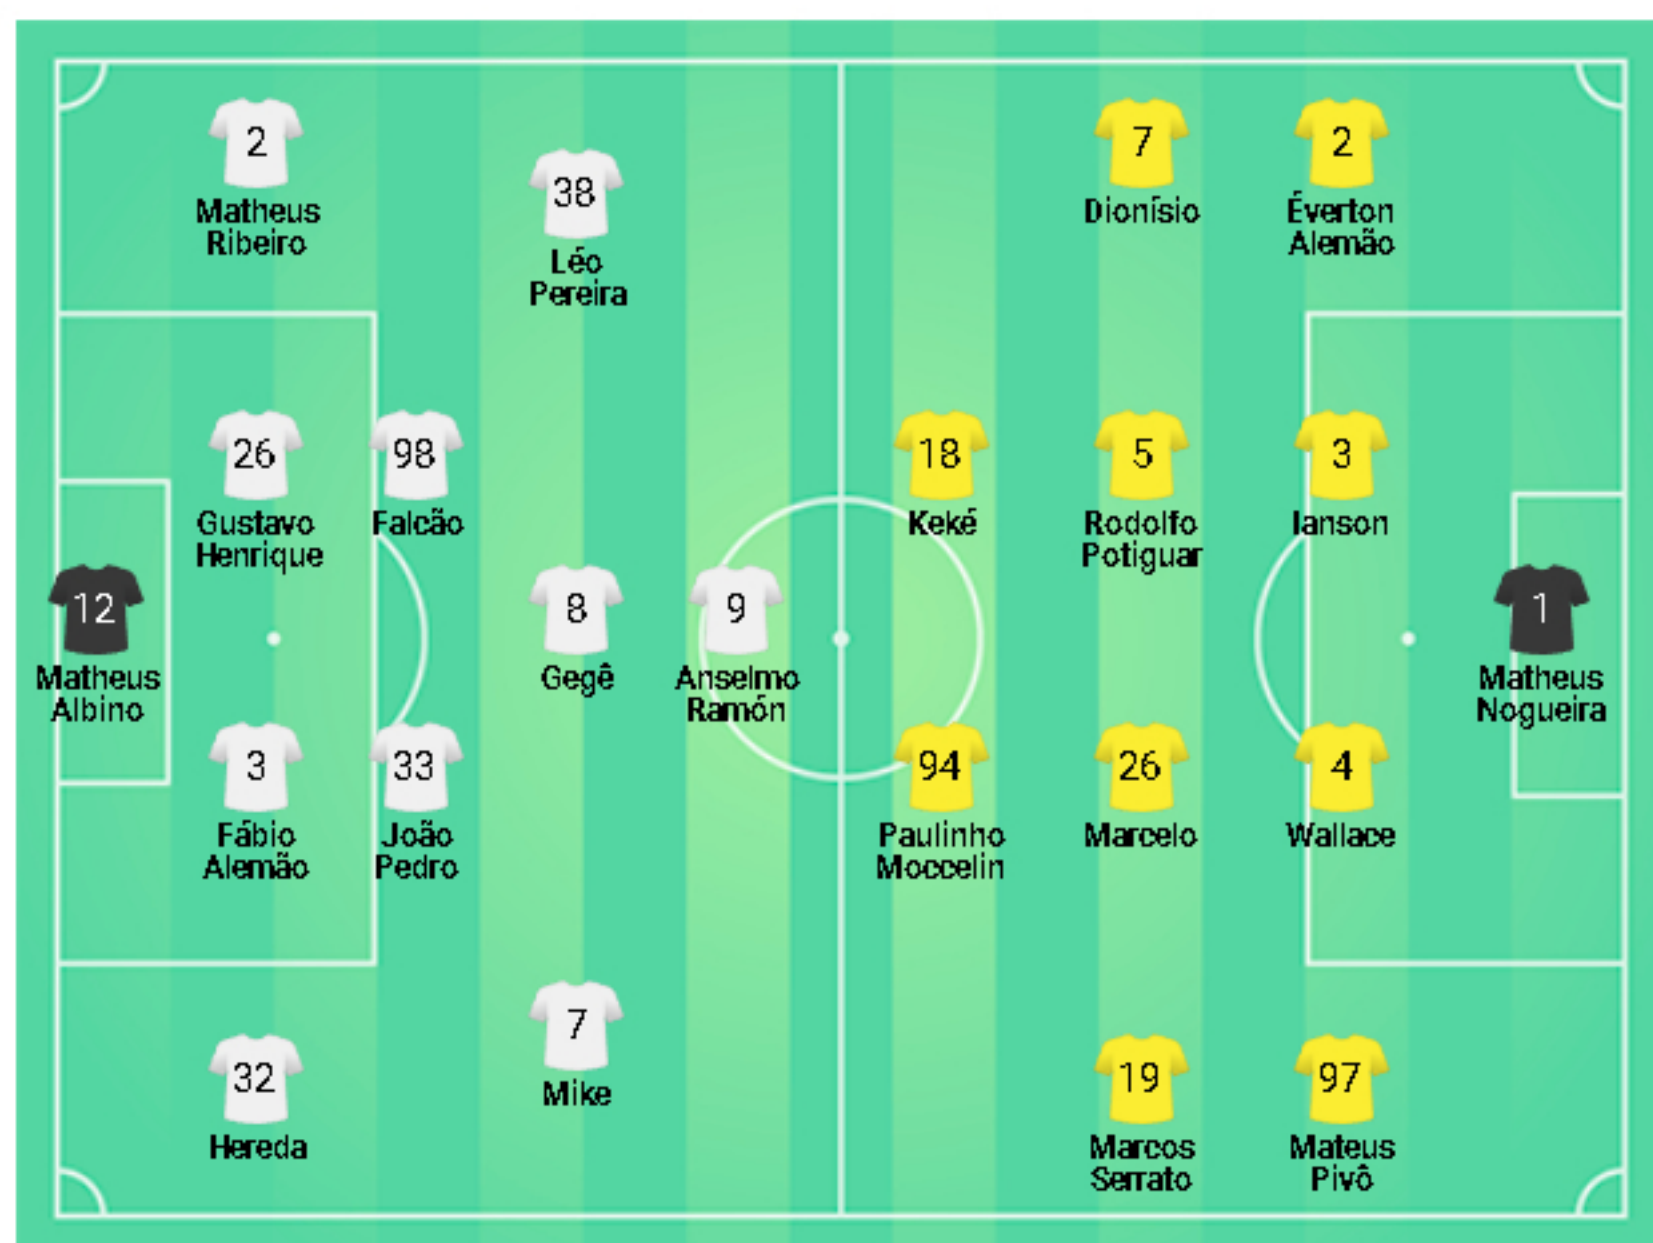 2
Matheus
Ribeiro
38
Léo
Pereira
7
Dionísio
2
Éverton
Alemão
26
Gustavo
Henrique
98
Falcão
18
Keké
5
Rodolfo
Potiguar
3
Ianson
12
Matheus
Albino
8
Gegê
9
Anselmo
Ramón
1
Matheus
Nogueira
3
Fábio
Alemão
33
João
Pedro
94
Paulinho
Moccelin
26
Marcelo
4
Wallace
32
Hereda
7
Mike
19
Marcos
Serrato
97
Mateus
Pivô